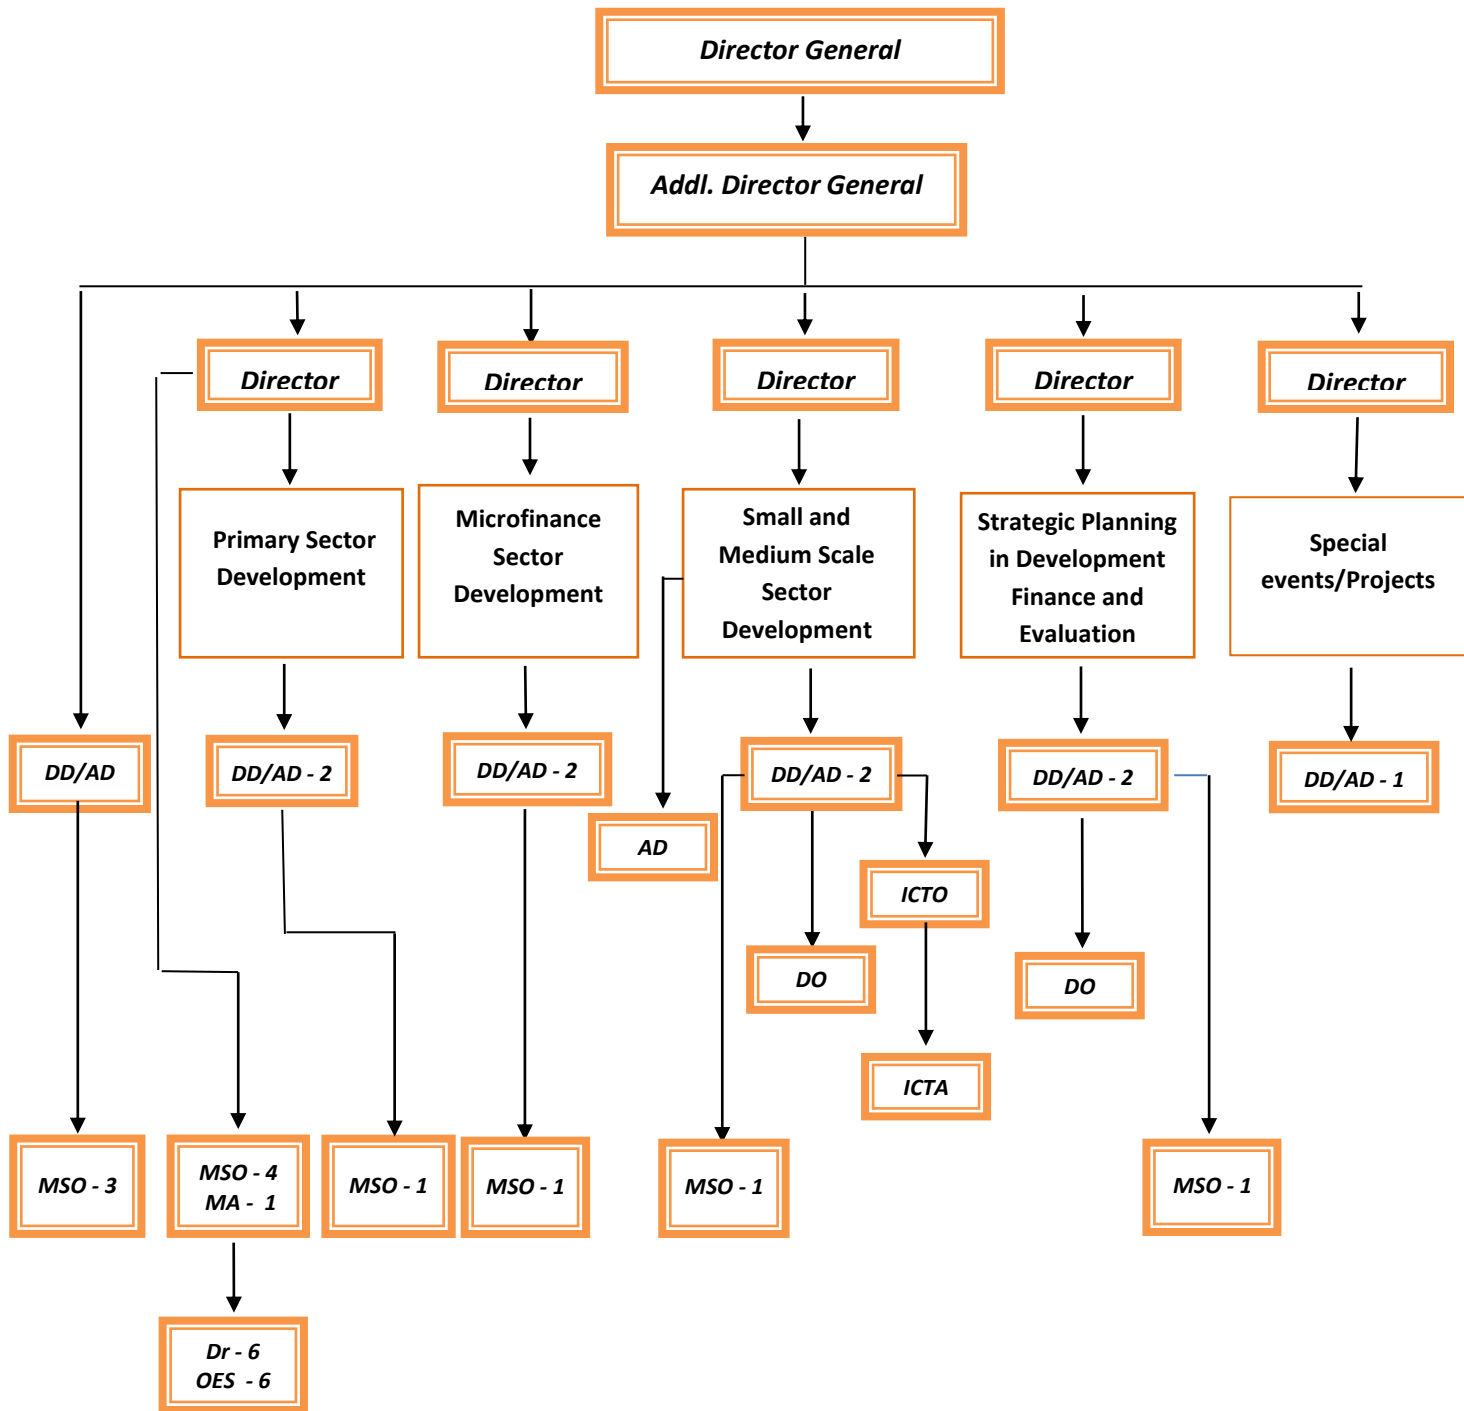 Director General
Addl. Director General
Director
Director
Director
Director
Director
Primary Sector
Development
Microfinance
Sector
Development
Small and
Medium Scale
Sector
Development
Strategic Planning
in Development
Finance and
Evaluation
Special
events/Projects
DD/AD
DD/AD - 2
DD/AD - 2
DD/AD - 2
DD/AD - 2
DD/AD - 1
AD
ICTO
DO
DO
ICTA
MSO - 3
MSO - 4
MA - 1
MSO - 1
MSO - 1
MSO - 1
MSO - 1
Dr - 6
OES - 6